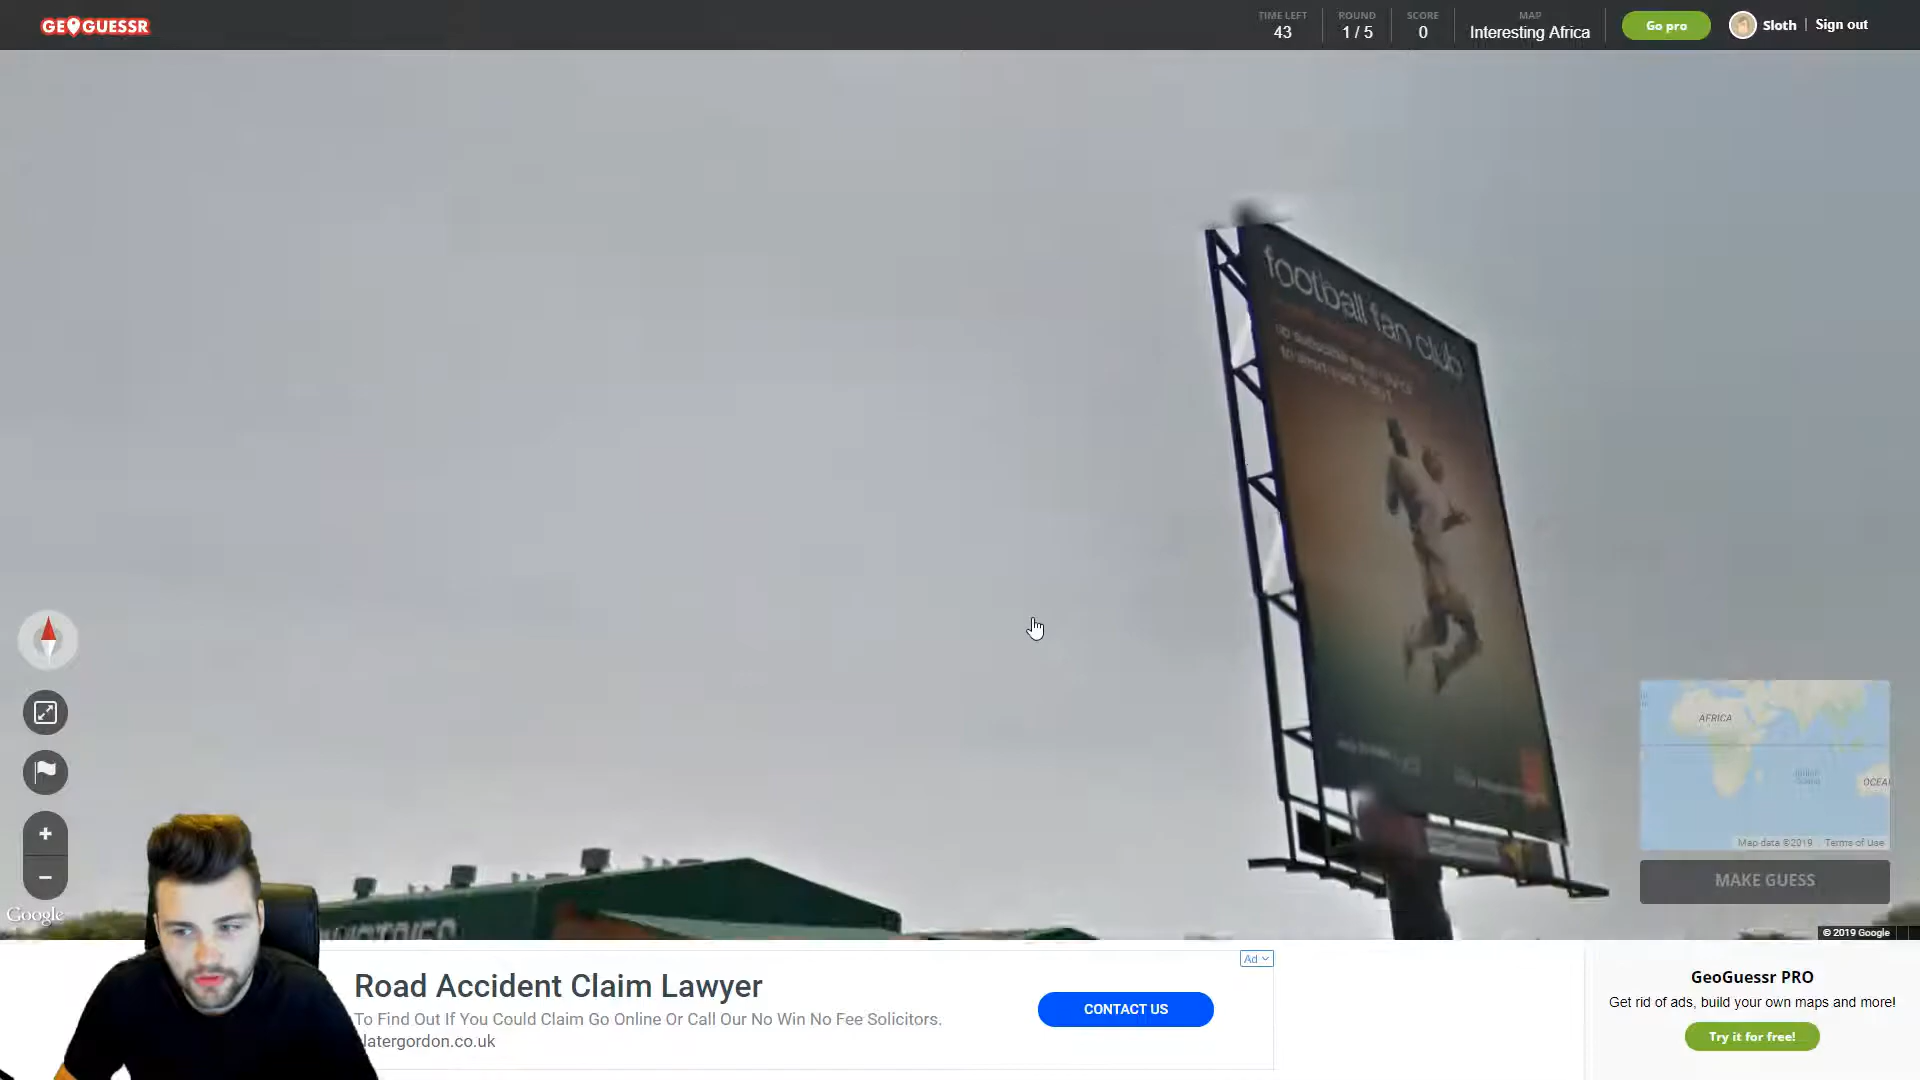 GEOGUESSR
TIME LEFT
43
ROUND
1 / 5
SCORE
0
MAP
Interesting Africa
Go pro
Sloth
Sign out
football fan club
AFRICA
Indian
OCEA
Map data ©2019
Terms of Use
MAKE GUESS
Google
© 2019 Google
Ad
Road Accident Claim Lawyer
To Find Out If You Could Claim Go Online Or Call Our No Win No Fee Solicitors.
latergordon.co.uk
CONTACT US
GeoGuessr PRO
Get rid of ads, build your own maps and more!
Try it for free!